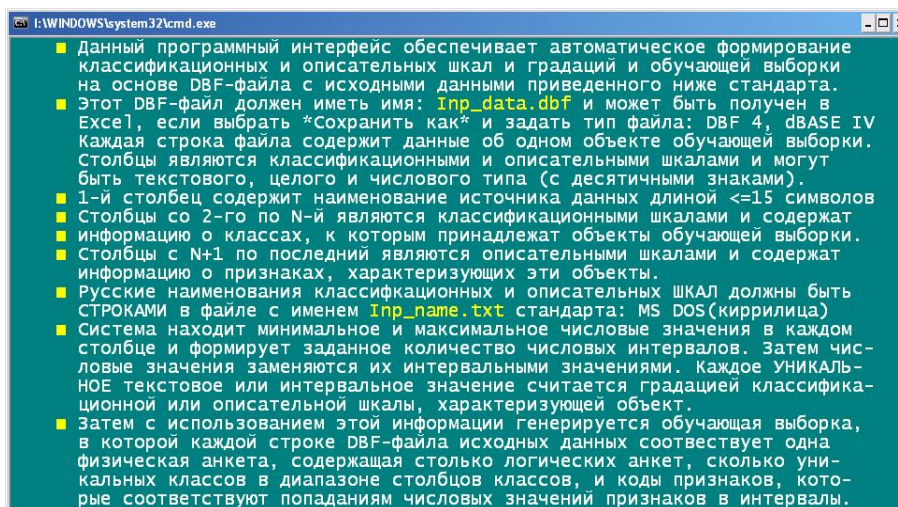 I:\WINDOWS\system32\cmd.exe
Данный программный интерфейс обеспечивает автоматическое формирование
классификационных и описательных шкал и градаций и обучающей выборки
на основе DBF-файла с исходными данными приведенного ниже стандарта.
Этот DBF-файл должен иметь имя: Inp_data.dbf и может быть получен в
Excel, если выбрать *Сохранить как* и задать тип файла: DBF 4, dBASE IV
Каждая строка файла содержит данные об одном объекте обучающей выборки.
Столбцы являются классификационными и описательными шкалами и могут
быть текстового, целого и числового типа (с десятичными знаками).
1-й столбец содержит наименование источника данных длиной <=15 символов
Столбцы со 2-го по N-й являются классификационными шкалами и содержат
информацию о классах, к которым принадлежат объекты обучающей выборки.
Столбцы с N+1 по последний являются описательными шкалами и содержат
информацию о признаках, характеризующих эти объекты.
Русские наименования классифкационных и описательных ШКАЛ должны быть
СТРОКАМИ в файле с именем Inp_name.txt стандарта: MS DOS(киррилица)
Система находит минимальное и максимальное числовые значения в каждом
столбце и формирует заданное количество числовых интервалов. Затем чис-
ловые значения заменяются их интервальными значениями. Каждое УНИКАЛЬ-
НОЕ текстовое или интервальное значение считается градацией классифика-
ционной или описательной шкалы, характеризующей объект.
Затем с использованием этой информации генерируется обучающая выборка,
в которой каждой строке DBF-файла исходных данных соотвествует одна
физическая анкета, содержащая столько логических анкет, сколько уни-
кальных классов в диапазоне столбцов классов, и коды признаков, кото-
рые соответствуют попаданиям числовых значений признаков в интервалы.